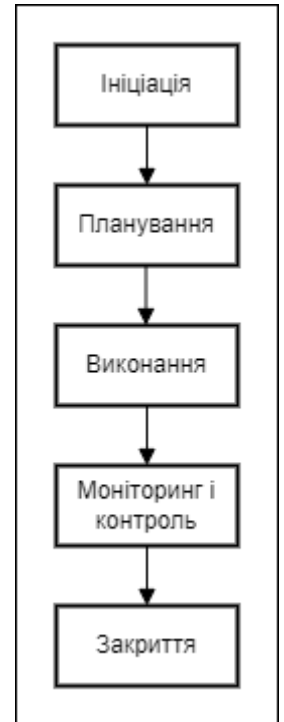 Ініціація
Планування
Виконання
Моніторинг і
контроль
Закриття